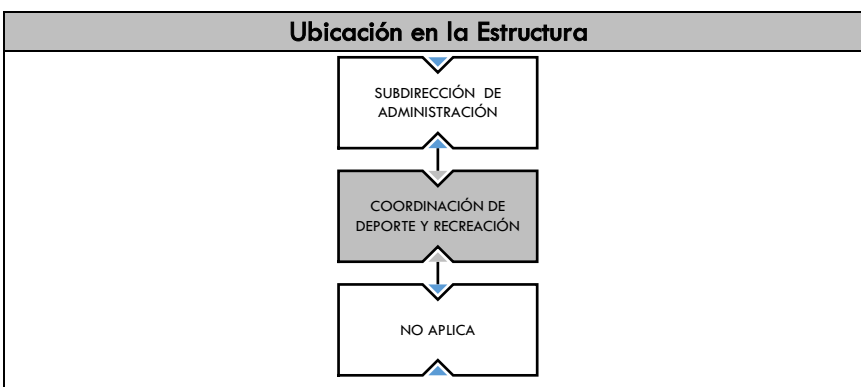 Ubicación en la Estructura
SUBDIRECCIÓN DE
ADMINISTRACIÓN
COORDINACIÓN DE
DEPORTE Y RECREACIÓN
NO APLICA